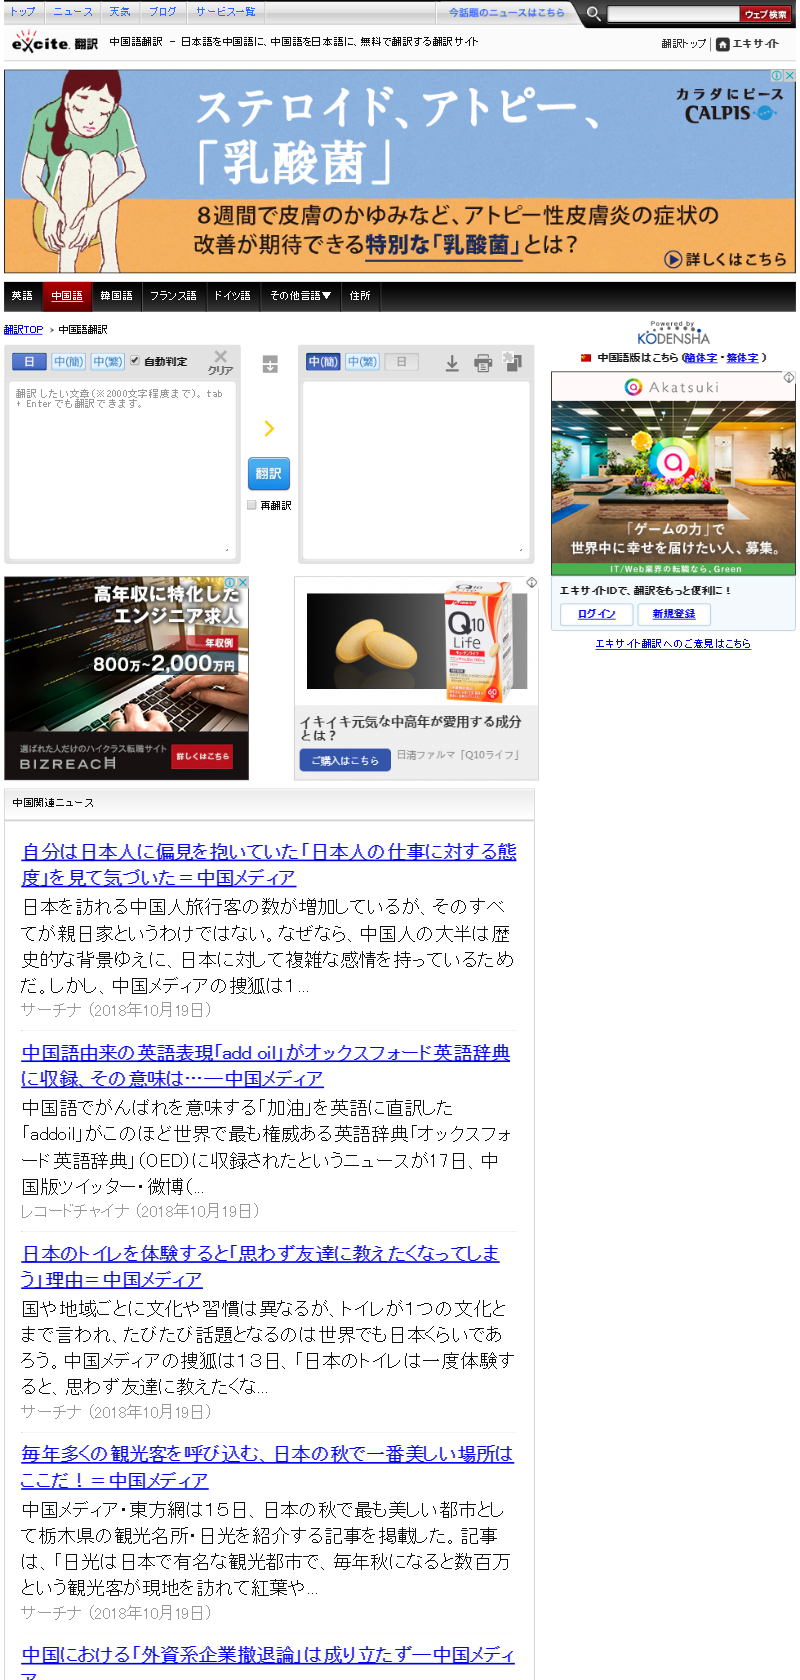 トップ ニュース 天気 ブログ サービス一覧 今話題のニュースはこちら ウェブ検索
excite. 翻訳 中国語翻訳 － 日本語を中国語に、中国語を日本語に、無料で翻訳する翻訳サイト 翻訳トップ | エキサイト
ステロイド、アトピー、
「乳酸菌」
カラダにピース
CALPIS
8週間で皮膚のかゆみなど、アトピー性皮膚炎の症状の
改善が期待できる特別な「乳酸菌」とは?
詳しくはこちら
英語 中国語 韓国語 フランス語 ドイツ語 その他言語▼ 住所
翻訳TOP > 中国語翻訳
日 中(簡) 中(繁) 自動判定 クリア
翻訳したい文章(※2000文字程度まで)。tab
+ Enterでも翻訳できます。
翻訳
再翻訳
中(簡) 中(繁) 日
Powered by
KODENSHA
中国語版はこちら (簡体字・繁体字)
Akatsuki
「ゲームの力」で
世界中に幸せを届けたい人、募集。
IT/Web業界の転職なら、Green
エキサイトIDで、翻訳をもっと便利に！
ログイン 新規登録
エキサイト翻訳へのご意見はこちら
高年収に特化した
エンジニア求人
年収例
800万~2,000万円
選ばれた人だけのハイクラス転職サイト
BIZREACH
詳しくはこちら
Q10
Life
イキイキ元気な中高年が愛用する成分
とは？
ご購入はこちら 日清ファルマ「Q10ライフ」
中国関連ニュース
自分は日本人に偏見を抱いていた「日本人の仕事に対する態
度」を見て気づいた＝中国メディア
日本を訪れる中国人旅行客の数が増加しているが、そのすべ
てが親日家というわけではない。なぜなら、中国人の大半は歴
史的な背景ゆえに、日本に対して複雑な感情を持っているため
だ。しかし、中国メディアの捜狐は１...
サーチナ（2018年10月19日）
中国語由来の英語表現「add oil」がオックスフォード英語辞典
に収録、その意味は…―中国メディア
中国語でがんばれを意味する「加油」を英語に直訳した
「addoil」がこのほど世界で最も権威ある英語辞典「オックスフォ
ード英語辞典」（OED）に収録されたというニュースが17日、中
国版ツイッター・微博(...
レコードチャイナ（2018年10月19日）
日本のトイレを体験すると「思わず友達に教えたくなってしま
う」理由＝中国メディア
国や地域ごとに文化や習慣は異なるが、トイレが１つの文化と
まで言われ、たびたび話題となるのは世界でも日本くらいであ
ろう。中国メディアの捜狐は１３日、「日本のトイレは一度体験す
ると、思わず友達に教えたくな...
サーチナ（2018年10月19日）
毎年多くの観光客を呼び込む、日本の秋で一番美しい場所は
ここだ！＝中国メディア
中国メディア・東方網は１５日、日本の秋で最も美しい都市とし
て栃木県の観光名所・日光を紹介する記事を掲載した。記事
は、「日光は日本で有名な観光都市で、毎年秋になると数百万
という観光客が現地を訪れて紅葉や...
サーチナ（2018年10月19日）
中国における「外資系企業撤退論」は成り立たず―中国メディ